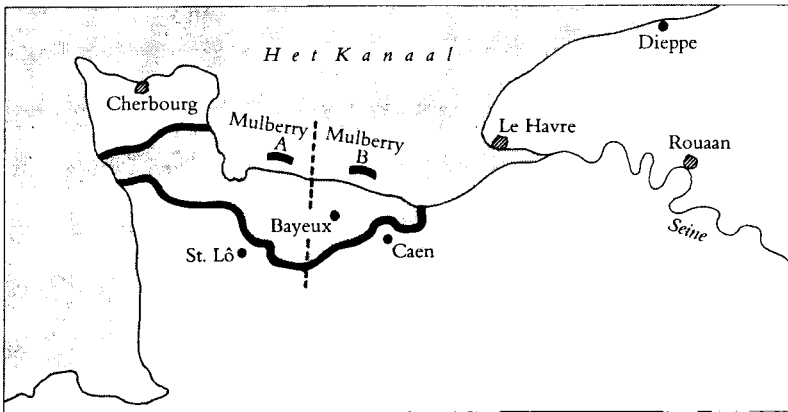 Het Kanaal
Dieppe
Cherbourg
Mulberry
A
Mulberry
B
Le Havre
Rouaan
Bayeux
St. Lô
Caen
Seine